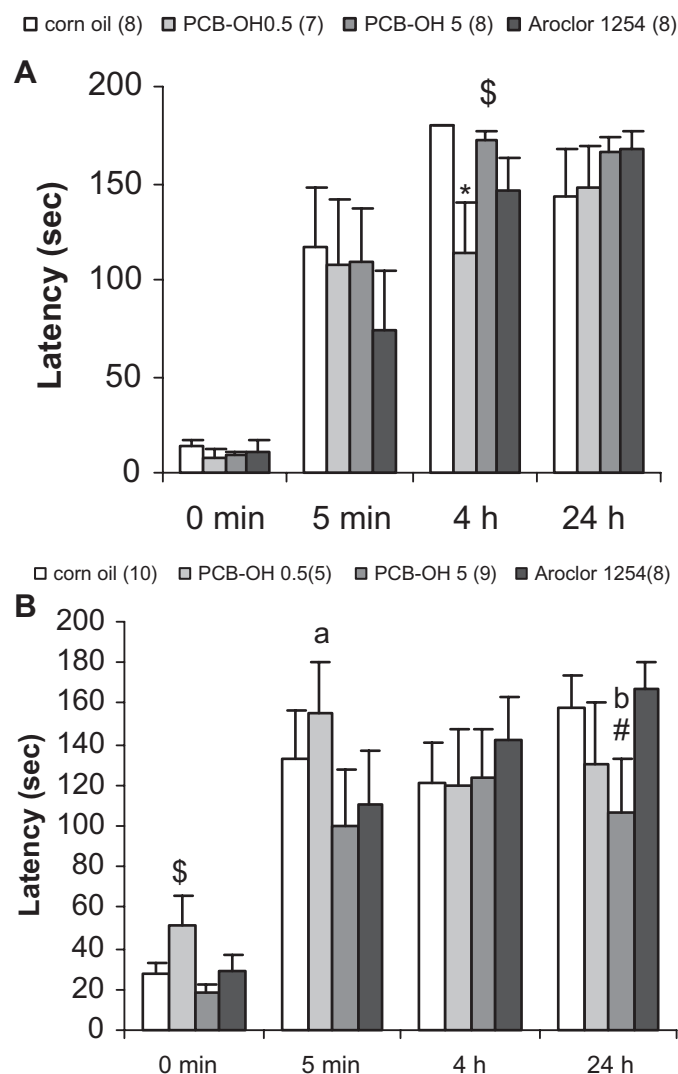 corn oil (8) PCB-OH0.5 (7) PCB-OH 5 (8) Aroclor 1254 (8)
A
200
150
100
50
0
Latency (sec)
$
*
0 min 5 min 4 h 24 h
corn oil (10) PCB-OH 0.5(5) PCB-OH 5 (9) Aroclor 1254(8)
B
200
180
160
140
120
100
80
60
40
20
0
Latency (sec)
$
a
b
#
0 min 5 min 4 h 24 h